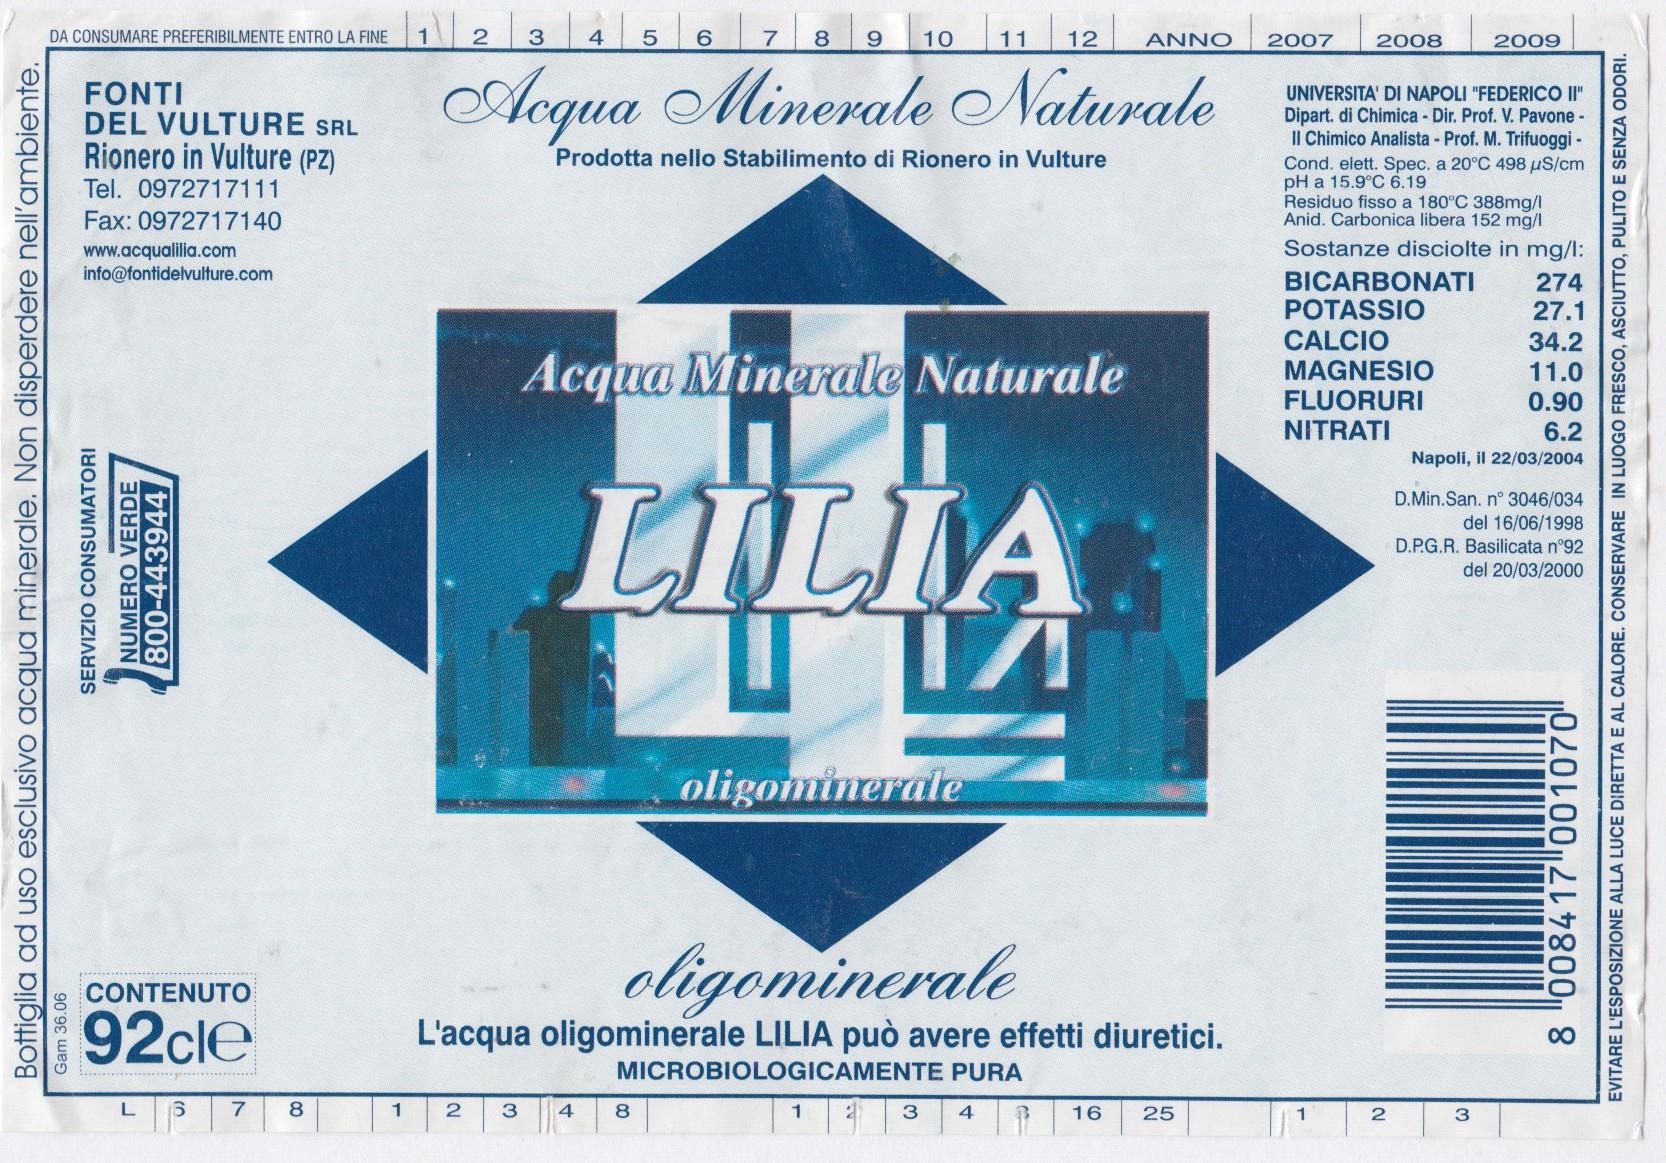 DA CONSUMARE PREFERIBILMENTE ENTRO LA FINE 1 2 3 4 5 6 7 8 9 10 11 12 ANNO 2007 2008 2009
Bottiglia ad uso esclusivo acqua minerale. Non disperdere nell'ambiente.
FONTI
DEL VULTURE SRL
Rionero in Vulture (PZ)
Tel. 0972717111
Fax: 0972717140
www.acqualilia.com
info@fontidelvulture.com
SERVIZIO CONSUMATORI
NUMERO VERDE
800-443944
Gam 36.06
CONTENUTO
92cl℮
Acqua Minerale Naturale
Prodotta nello Stabilimento di Rionero in Vulture
Acqua Minerale Naturale
LILIA
oligominerale
oligominerale
L'acqua oligominerale LILIA può avere effetti diuretici.
MICROBIOLOGICAMENTE PURA
UNIVERSITA' DI NAPOLI "FEDERICO II"
Dipart. di Chimica - Dir. Prof. V. Pavone -
Il Chimico Analista - Prof. M. Trifuoggi -
Cond. elett. Spec. a 20°C 498 µS/cm
pH a 15.9°C 6.19
Residuo fisso a 180°C 388mg/l
Anid. Carbonica libera 152 mg/l
Sostanze disciolte in mg/l:
BICARBONATI 274
POTASSIO 27.1
CALCIO 34.2
MAGNESIO 11.0
FLUORURI 0.90
NITRATI 6.2
Napoli, il 22/03/2004
D.Min.San. n° 3046/034
del 16/06/1998
D.P.G.R. Basilicata n°92
del 20/03/2000
8 008417 001070
EVITARE L'ESPOSIZIONE ALLA LUCE DIRETTA E AL CALORE. CONSERVARE IN LUOGO FRESCO, ASCIUTTO, PULITO E SENZA ODORI.
L 6 7 8 1 2 3 4 8 1 2 3 4 8 16 25 1 2 3